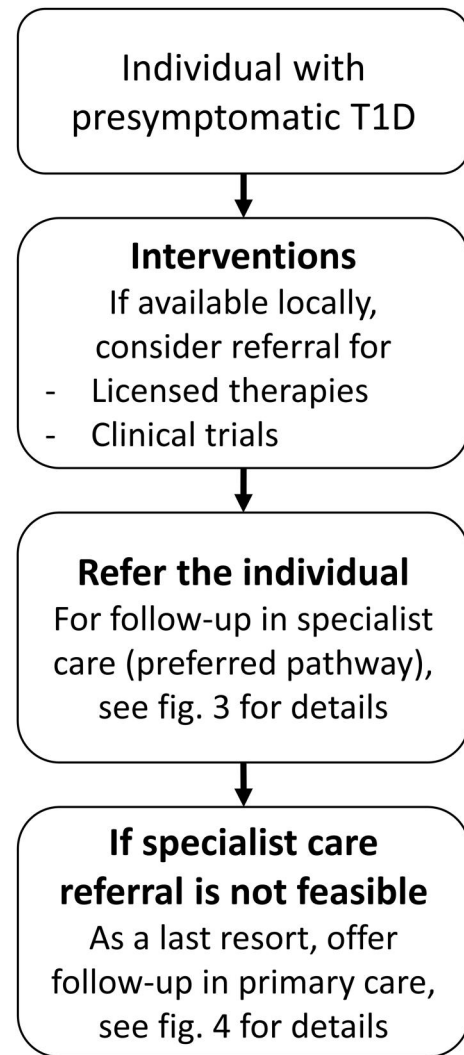 Individual with
presymptomatic T1D
Interventions
If available locally,
consider referral for
- Licensed therapies
- Clinical trials
Refer the individual
For follow-up in specialist
care (preferred pathway),
see fig. 3 for details
If specialist care
referral is not feasible
As a last resort, offer
follow-up in primary care,
see fig. 4 for details